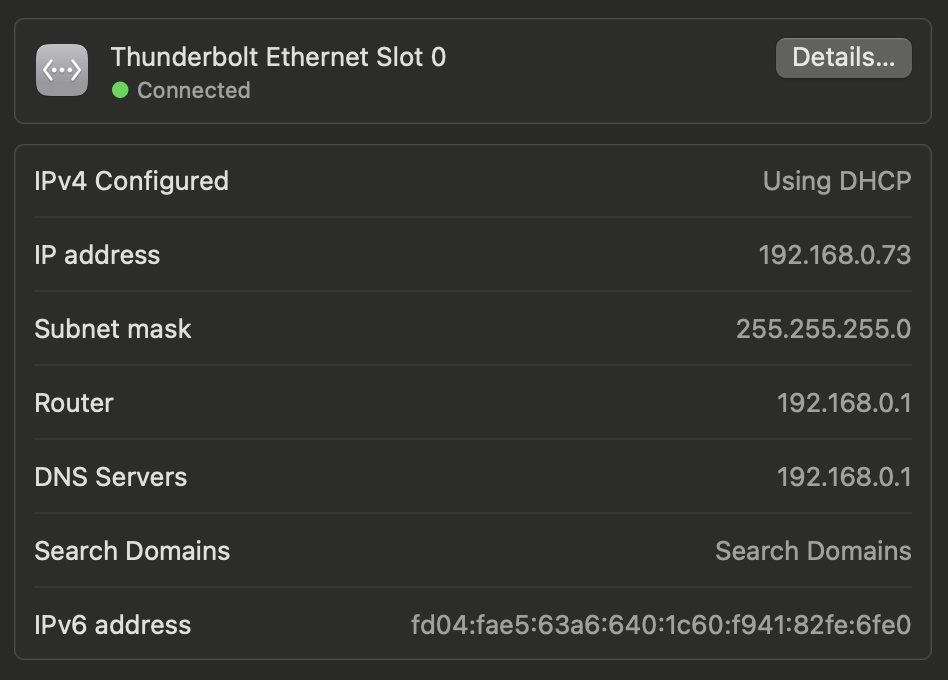 Thunderbolt Ethernet Slot 0
Details...
Connected
IPv4 Configured Using DHCP
IP address 192.168.0.73
Subnet mask 255.255.255.0
Router 192.168.0.1
DNS Servers 192.168.0.1
Search Domains Search Domains
IPv6 address fd04:fae5:63a6:640:1c60:f941:82fe:6fe0